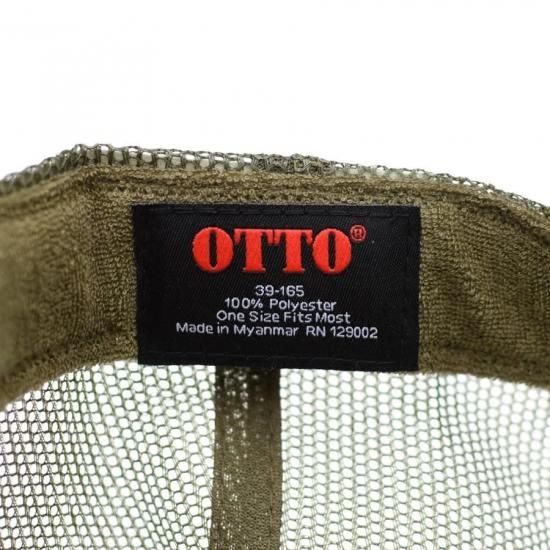 OTTO®
39-165
100% Polyester
One Size Fits Most
Made in Myanmar RN 129002